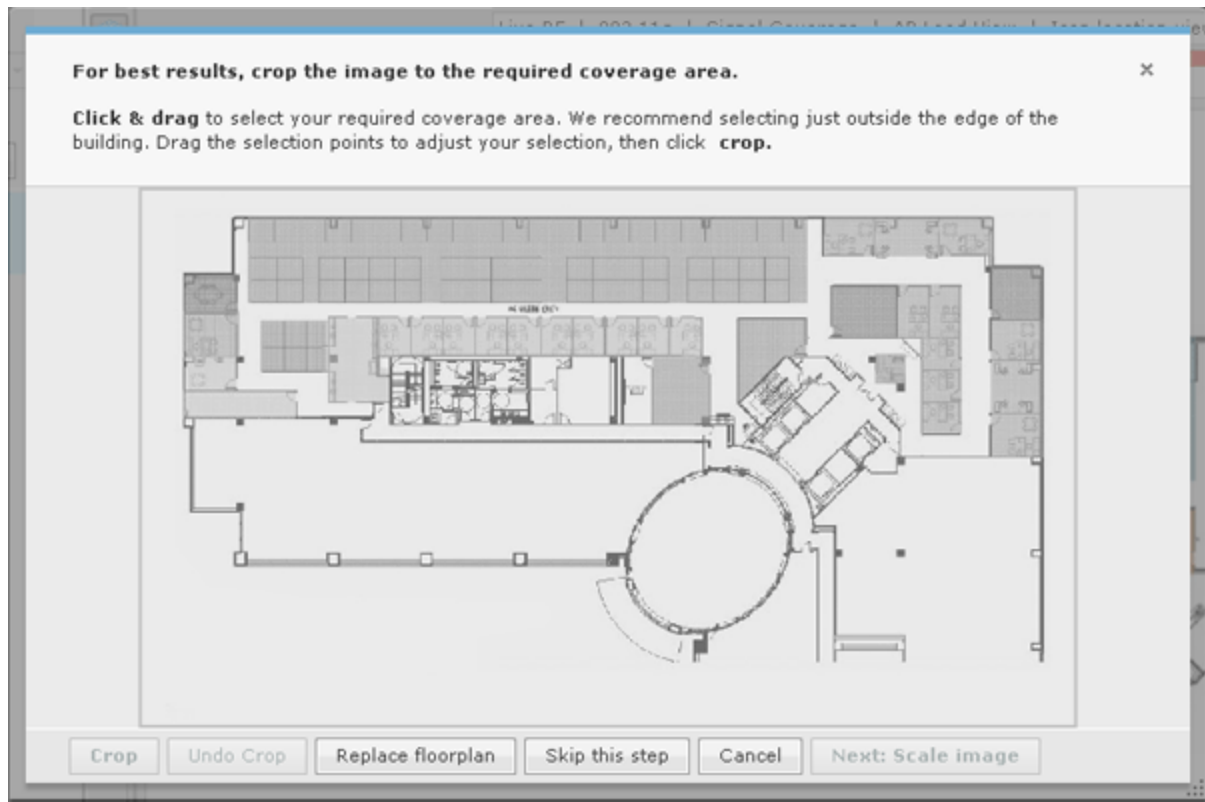 For best results, crop the image to the required coverage area.
×
Click & drag to select your required coverage area. We recommend selecting just outside the edge of the
building. Drag the selection points to adjust your selection, then click crop.
Crop
Undo Crop
Replace floorplan
Skip this step
Cancel
Next: Scale image